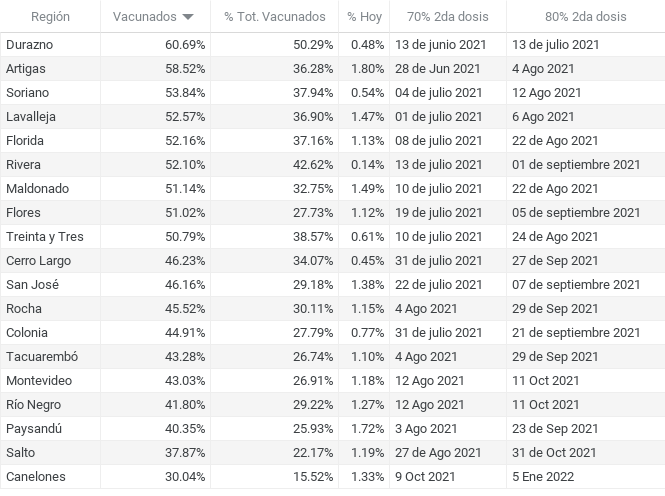 Región Vacunados % Tot. Vacunados % Hoy 70% 2da dosis 80% 2da dosis
Durazno 60.69% 50.29% 0.48% 13 de junio 2021 13 de julio 2021
Artigas 58.52% 36.28% 1.80% 28 de Jun 2021 4 Ago 2021
Soriano 53.84% 37.94% 0.54% 04 de julio 2021 12 Ago 2021
Lavalleja 52.57% 36.90% 1.47% 01 de julio 2021 6 Ago 2021
Florida 52.16% 37.16% 1.13% 08 de julio 2021 22 de Ago 2021
Rivera 52.10% 42.62% 0.14% 13 de julio 2021 01 de septiembre 2021
Maldonado 51.14% 32.75% 1.49% 10 de julio 2021 22 de Ago 2021
Flores 51.02% 27.73% 1.12% 19 de julio 2021 05 de septiembre 2021
Treinta y Tres 50.79% 38.57% 0.61% 10 de julio 2021 24 de Ago 2021
Cerro Largo 46.23% 34.07% 0.45% 31 de julio 2021 27 de Sep 2021
San José 46.16% 29.18% 1.38% 22 de julio 2021 07 de septiembre 2021
Rocha 45.52% 30.11% 1.15% 4 Ago 2021 29 de Sep 2021
Colonia 44.91% 27.79% 0.77% 31 de julio 2021 21 de septiembre 2021
Tacuarembó 43.28% 26.74% 1.10% 4 Ago 2021 29 de Sep 2021
Montevideo 43.03% 26.91% 1.18% 12 Ago 2021 11 Oct 2021
Río Negro 41.80% 29.22% 1.27% 12 Ago 2021 11 Oct 2021
Paysandú 40.35% 25.93% 1.72% 3 Ago 2021 23 de Sep 2021
Salto 37.87% 22.17% 1.19% 27 de Ago 2021 31 de Oct 2021
Canelones 30.04% 15.52% 1.33% 9 Oct 2021 5 Ene 2022